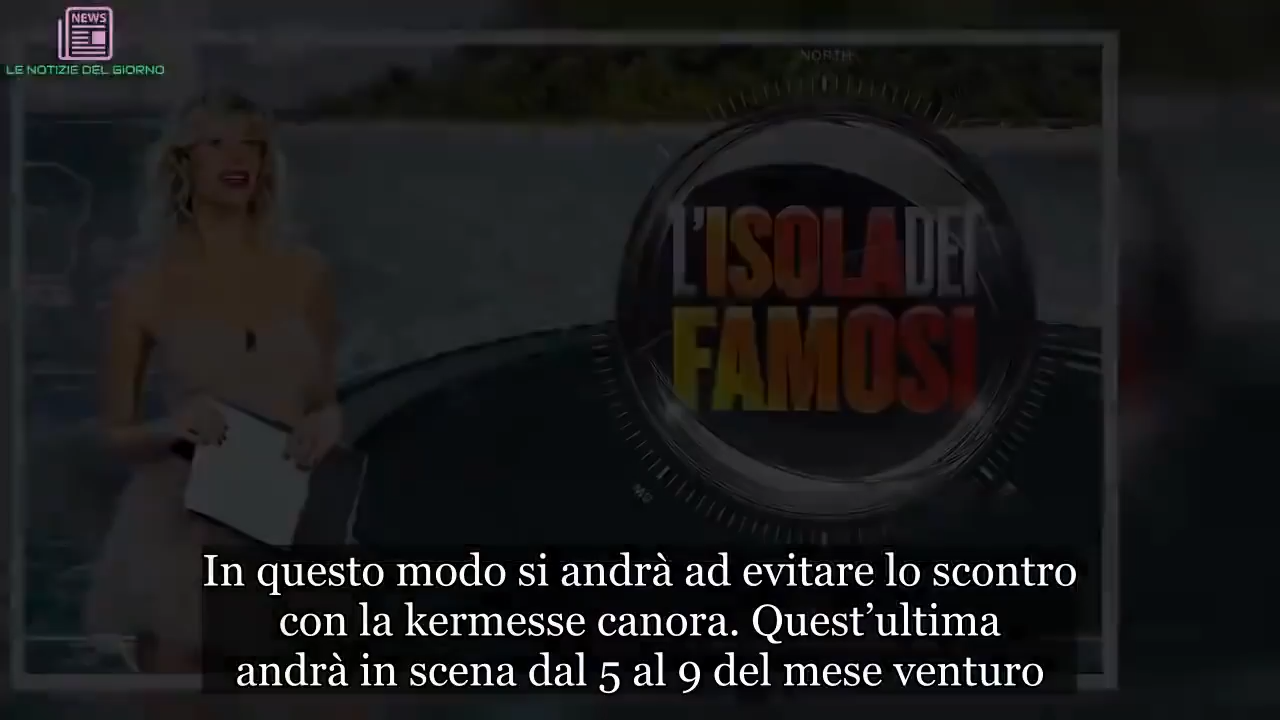 NEWS
LE NOTIZIE DEL GIORNO
NORTH
L'ISOLA DEI
FAMOSI
In questo modo si andrà ad evitare lo scontro
con la kermesse canora. Quest’ultima
andrà in scena dal 5 al 9 del mese venturo